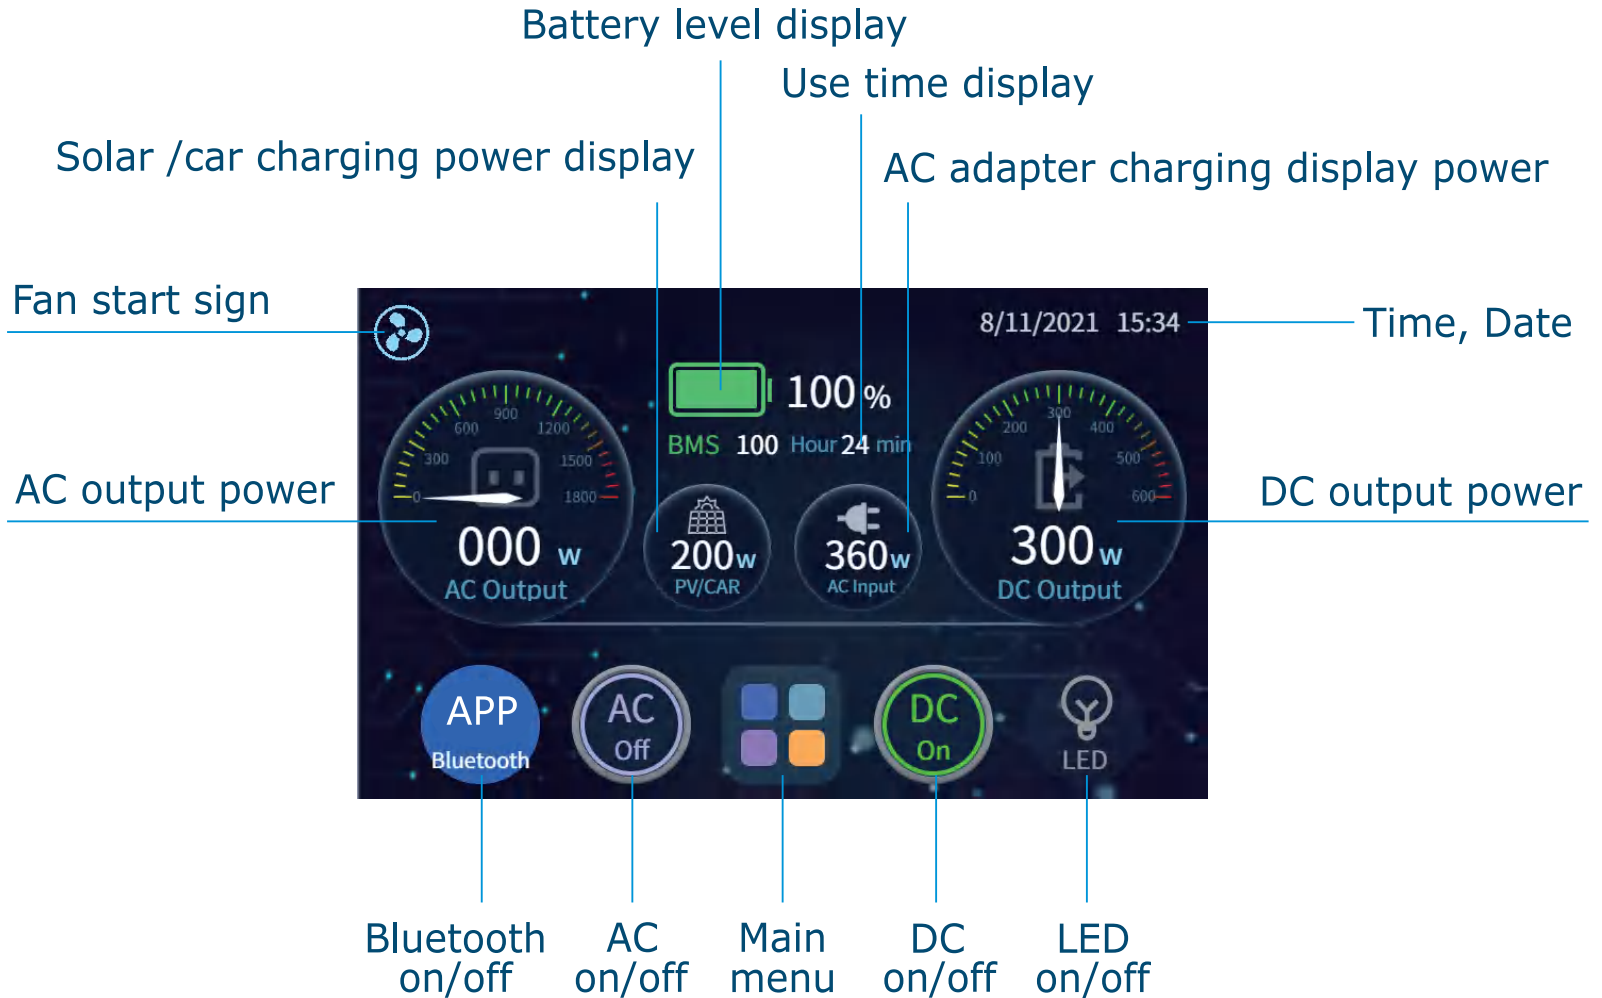 Battery level display
Use time display
Solar /car charging power display
AC adapter charging display power
Fan start sign
8/11/2021 15:34
Time, Date
100 %
BMS 100 Hour 24 min
0 300 600 900 1200 1500 1800
0 100 200 300 400 500 600
AC output power
DC output power
000 w
AC Output
200w
PV/CAR
360w
AC Input
300w
DC Output
APP
Bluetooth
AC
Off
DC
On
LED
Bluetooth
on/off
AC
on/off
Main
menu
DC
on/off
LED
on/off